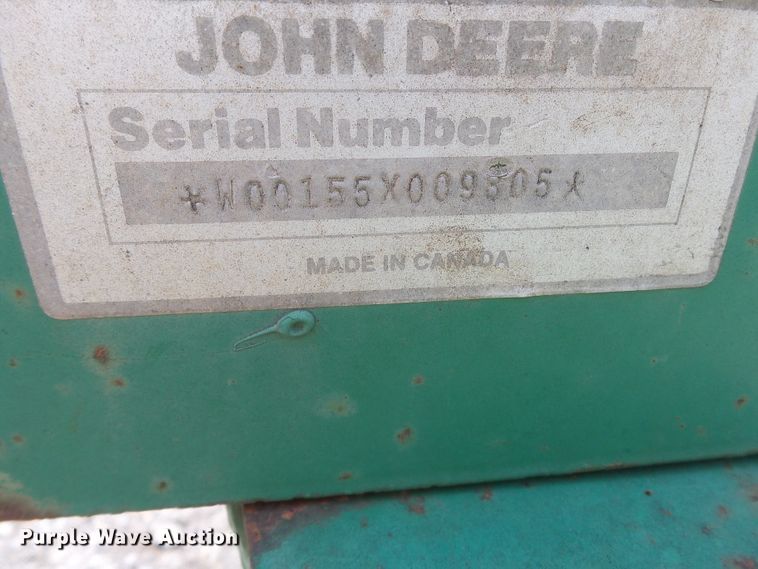 JOHN DEERE
Serial Number
*W00155X009805*
MADE IN CANADA
Purple Wave Auction